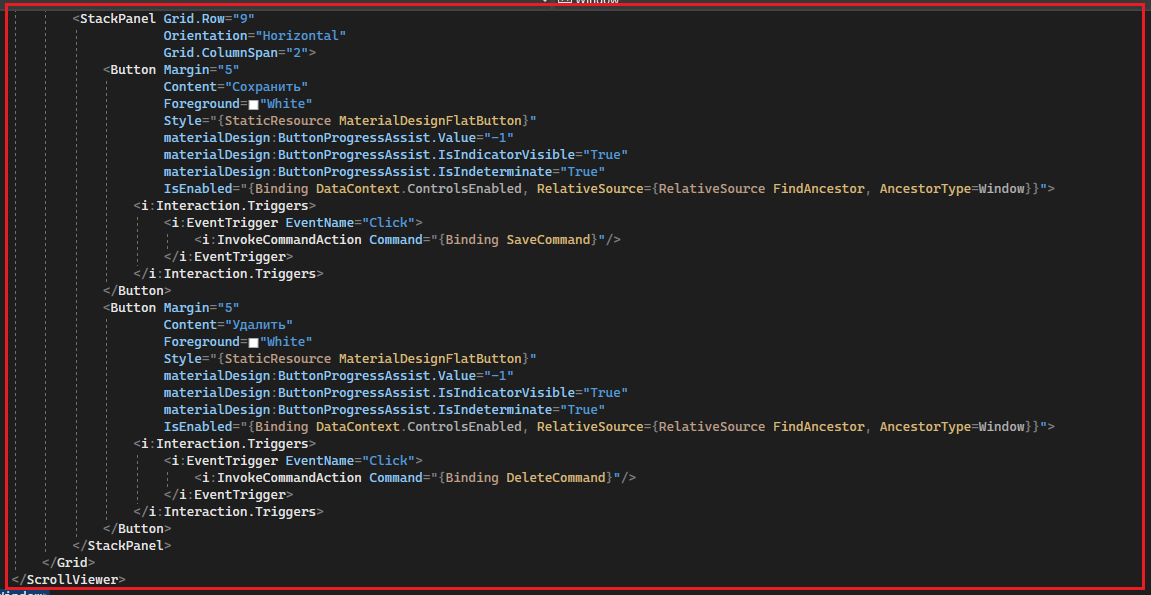 Window
<StackPanel Grid.Row="9"
Orientation="Horizontal"
Grid.ColumnSpan="2">
<Button Margin="5"
Content="Сохранить"
Foreground="White"
Style="{StaticResource MaterialDesignFlatButton}"
materialDesign:ButtonProgressAssist.Value="-1"
materialDesign:ButtonProgressAssist.IsIndicatorVisible="True"
materialDesign:ButtonProgressAssist.IsIndeterminate="True"
IsEnabled="{Binding DataContext.ControlsEnabled, RelativeSource={RelativeSource FindAncestor, AncestorType=Window}}">
<i:Interaction.Triggers>
<i:EventTrigger EventName="Click">
<i:InvokeCommandAction Command="{Binding SaveCommand}"/>
</i:EventTrigger>
</i:Interaction.Triggers>
</Button>
<Button Margin="5"
Content="Удалить"
Foreground="White"
Style="{StaticResource MaterialDesignFlatButton}"
materialDesign:ButtonProgressAssist.Value="-1"
materialDesign:ButtonProgressAssist.IsIndicatorVisible="True"
materialDesign:ButtonProgressAssist.IsIndeterminate="True"
IsEnabled="{Binding DataContext.ControlsEnabled, RelativeSource={RelativeSource FindAncestor, AncestorType=Window}}">
<i:Interaction.Triggers>
<i:EventTrigger EventName="Click">
<i:InvokeCommandAction Command="{Binding DeleteCommand}"/>
</i:EventTrigger>
</i:Interaction.Triggers>
</Button>
</StackPanel>
</Grid>
</ScrollViewer>